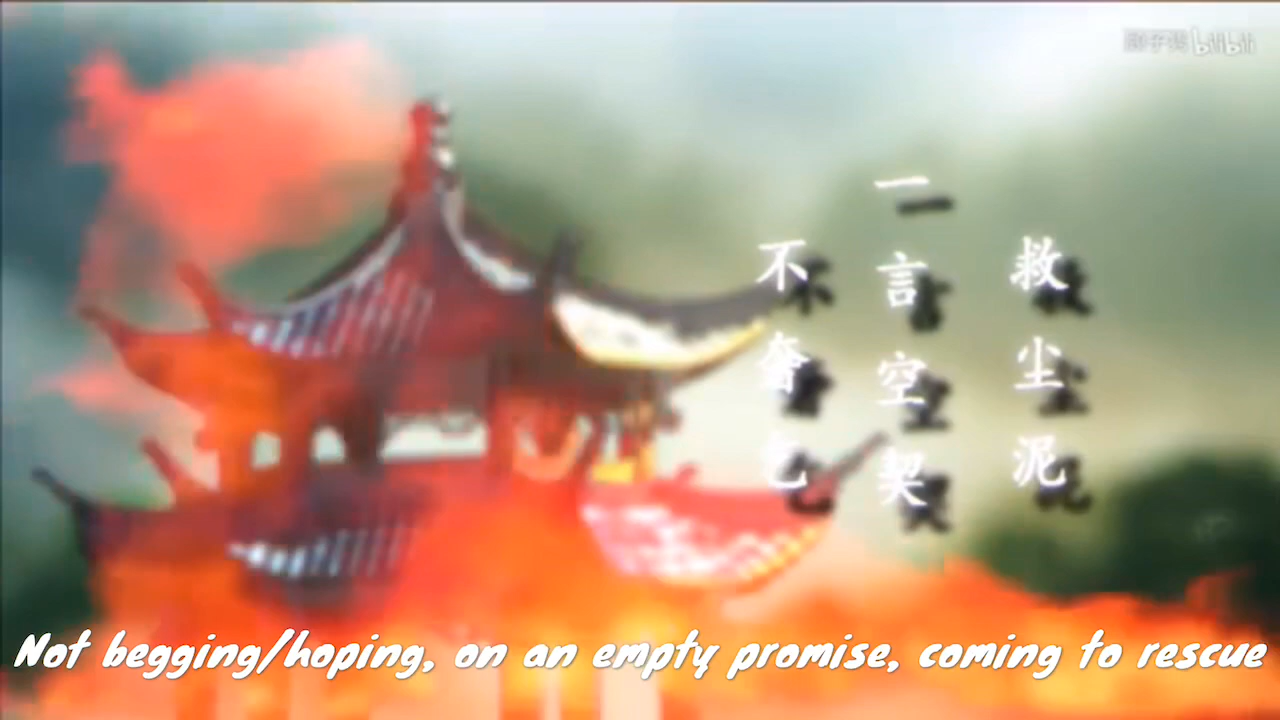 bilibili
不奢乞
一言空契
救尘泥
Not begging/hoping, on an empty promise, coming to rescue